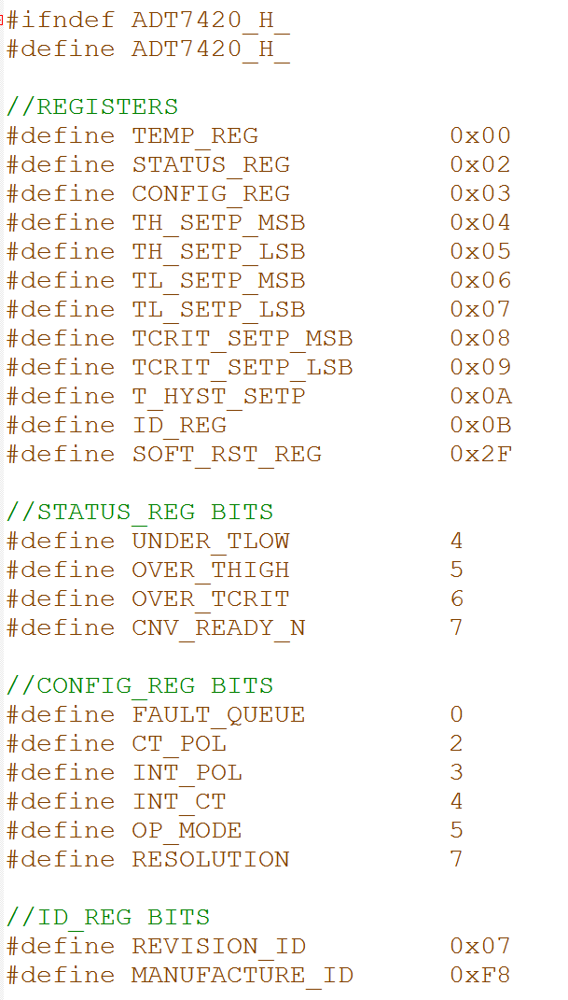 #ifndef ADT7420_H_
#define ADT7420_H_
//REGISTERS
#define TEMP_REG 0x00
#define STATUS_REG 0x02
#define CONFIG_REG 0x03
#define TH_SETP_MSB 0x04
#define TH_SETP_LSB 0x05
#define TL_SETP_MSB 0x06
#define TL_SETP_LSB 0x07
#define TCRIT_SETP_MSB 0x08
#define TCRIT_SETP_LSB 0x09
#define T_HYST_SETP 0x0A
#define ID_REG 0x0B
#define SOFT_RST_REG 0x2F
//STATUS_REG BITS
#define UNDER_TLOW 4
#define OVER_THIGH 5
#define OVER_TCRIT 6
#define CNV_READY_N 7
//CONFIG_REG BITS
#define FAULT_QUEUE 0
#define CT_POL 2
#define INT_POL 3
#define INT_CT 4
#define OP_MODE 5
#define RESOLUTION 7
//ID_REG BITS
#define REVISION_ID 0x07
#define MANUFACTURE_ID 0xF8